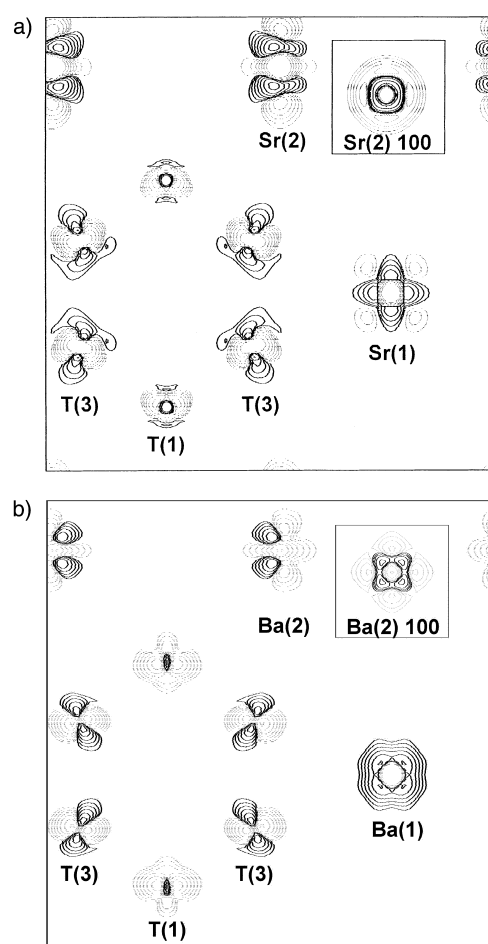 a)
Sr(2)
Sr(2) 100
Sr(1)
T(3)
T(3)
T(1)
b)
Ba(2)
Ba(2) 100
Ba(1)
T(3)
T(3)
T(1)